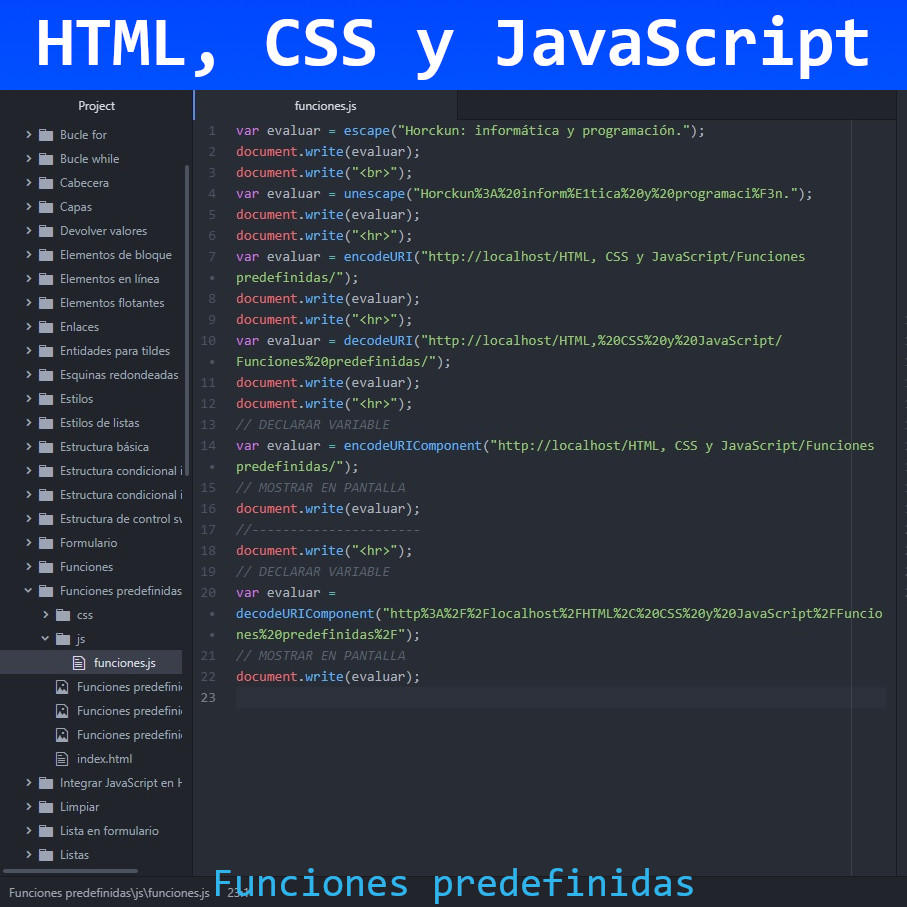 HTML, CSS y JavaScript
Project
Bucle for
Bucle while
Cabecera
Capas
Devolver valores
Elementos de bloque
Elementos en línea
Elementos flotantes
Enlaces
Entidades para tildes
Esquinas redondeadas
Estilos
Estilos de listas
Estructura básica
Estructura condicional i
Estructura condicional i
Estructura de control sw
Formulario
Funciones
Funciones predefinidas
css
js
funciones.js
Funciones predefini
Funciones predefini
Funciones predefini
index.html
Integrar JavaScript en H
Limpiar
Lista en formulario
Listas
funciones.js
1 var evaluar = escape("Horckun: informática y programación.");
2 document.write(evaluar);
3 document.write("<br>");
4 var evaluar = unescape("Horckun%3A%20inform%E1tica%20y%20programaci%F3n.");
5 document.write(evaluar);
6 document.write("<hr>");
7 var evaluar = encodeURI("http://localhost/HTML, CSS y JavaScript/Funciones
• predefinidas/");
8 document.write(evaluar);
9 document.write("<hr>");
10 var evaluar = decodeURI("http://localhost/HTML,%20CSS%20y%20JavaScript/
• Funciones%20predefinidas/");
11 document.write(evaluar);
12 document.write("<hr>");
13 // DECLARAR VARIABLE
14 var evaluar = encodeURIComponent("http://localhost/HTML, CSS y JavaScript/Funciones
• predefinidas/");
15 // MOSTRAR EN PANTALLA
16 document.write(evaluar);
17 //----------------------
18 document.write("<hr>");
19 // DECLARAR VARIABLE
20 var evaluar =
• decodeURIComponent("http%3A%2F%2Flocalhost%2FHTML%2C%20CSS%20y%20JavaScript%2FFuncio
• nes%20predefinidas%2F");
21 // MOSTRAR EN PANTALLA
22 document.write(evaluar);
23
Funciones predefinidas\js\funciones.js 23:1
Funciones predefinidas